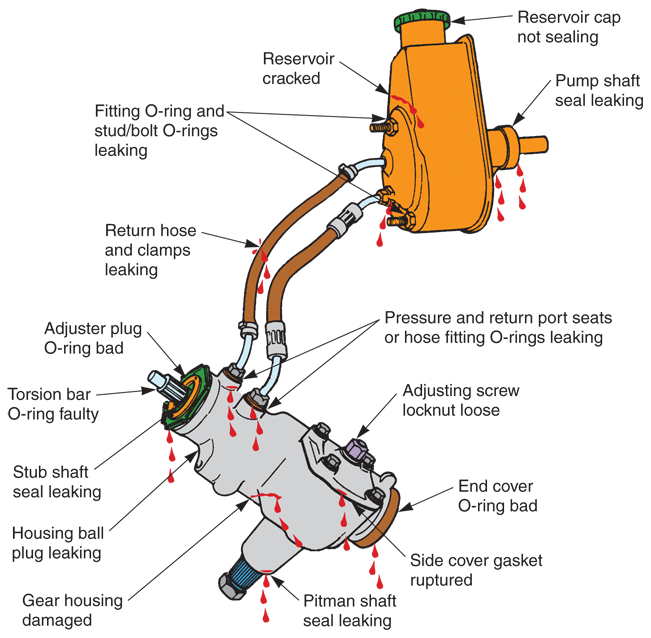 Reservoir cap
not sealing
Reservoir
cracked
Pump shaft
seal leaking
Fitting O-ring and
stud/bolt O-rings
leaking
Return hose
and clamps
leaking
Pressure and return port seats
or hose fitting O-rings leaking
Adjuster plug
O-ring bad
Torsion bar
O-ring faulty
Adjusting screw
locknut loose
Stub shaft
seal leaking
End cover
O-ring bad
Housing ball
plug leaking
Side cover gasket
ruptured
Gear housing
damaged
Pitman shaft
seal leaking